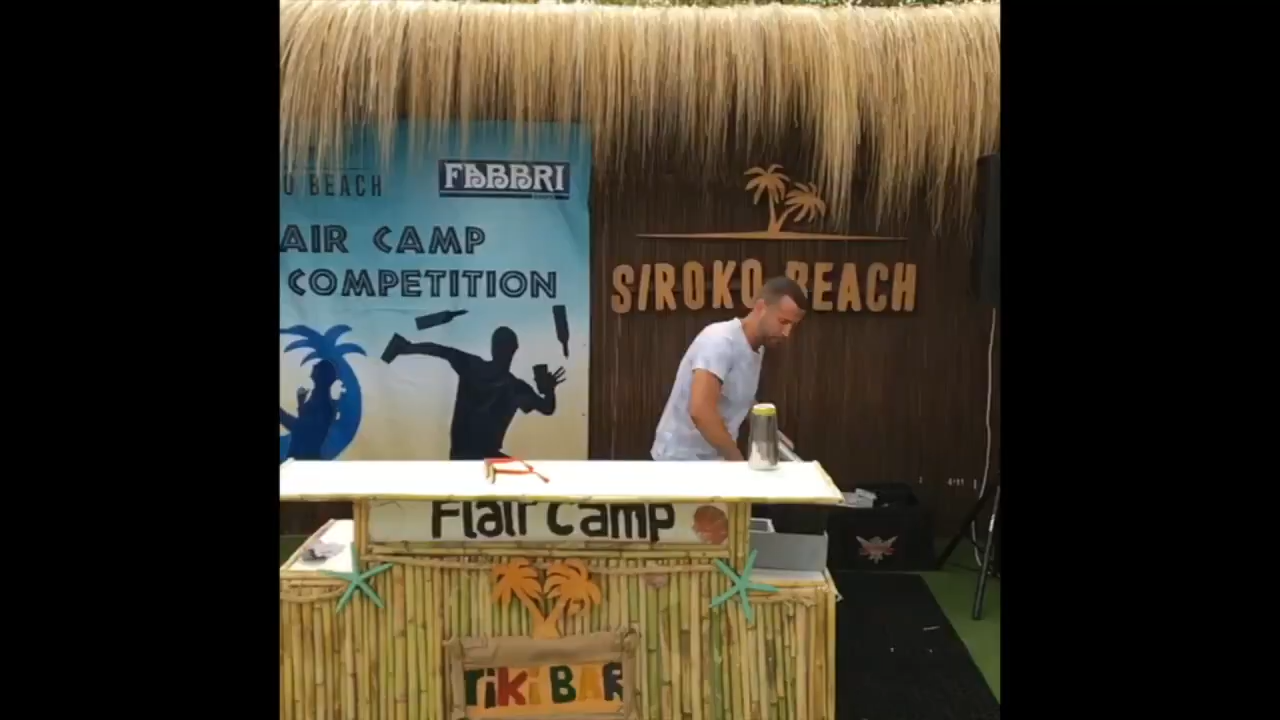 O BEACH
FABBRI
AIR CAMP
COMPETITION
SIROKO BEACH
Flair Camp
TiKi BAR